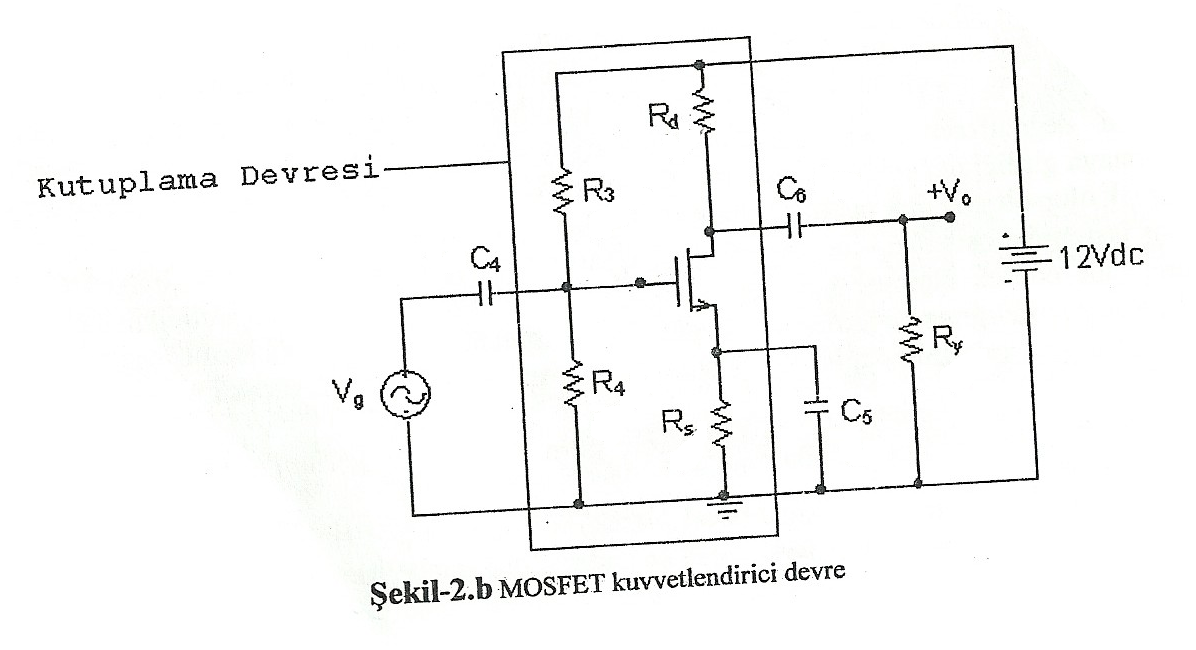 Rd
Kutuplama Devresi
R3
C6
+Vo
C4
12Vdc
Ry
Vg
R4
Rs
C5
Şekil-2.b MOSFET kuvvetlendirici devre